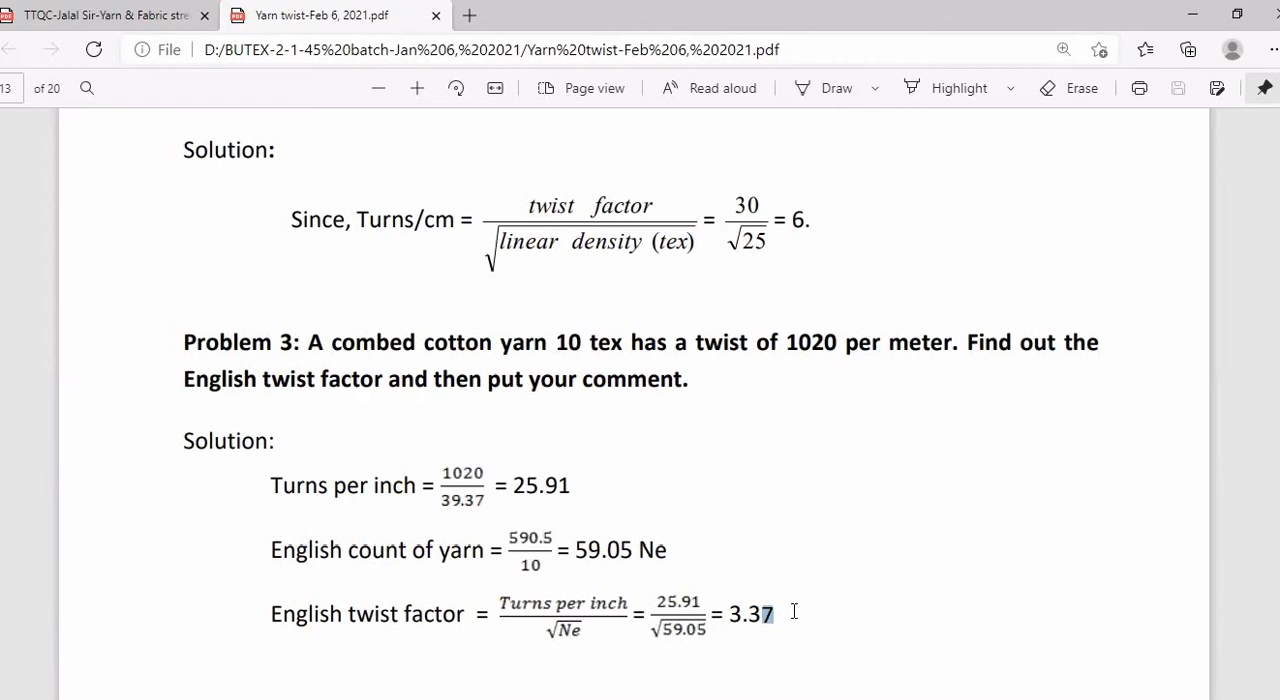 TTQC-Jalal Sir-Yarn & Fabric stre
Yarn twist-Feb 6, 2021.pdf
File
D:/BUTEX-2-1-45%20batch-Jan%206,%202021/Yarn%20twist-Feb%206,%202021.pdf
13 of 20
Page view
Read aloud
Draw
Highlight
Erase
Solution:
Since, Turns/cm = twist factor / √linear density (tex) = 30 / √25 = 6.
Problem 3: A combed cotton yarn 10 tex has a twist of 1020 per meter. Find out the
English twist factor and then put your comment.
Solution:
Turns per inch = 1020 / 39.37 = 25.91
English count of yarn = 590.5 / 10 = 59.05 Ne
English twist factor = Turns per inch / √Ne = 25.91 / √59.05 = 3.37